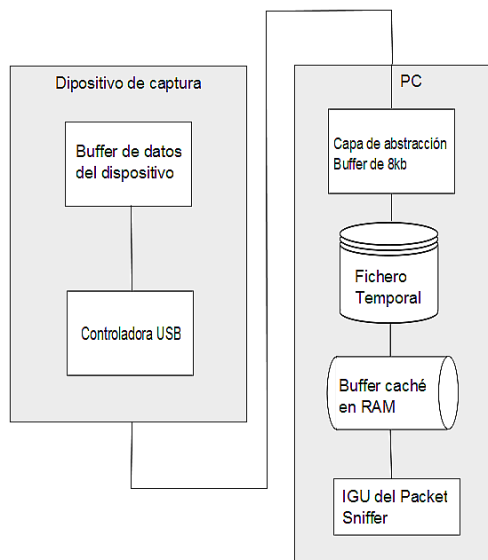 Dipositivo de captura
Buffer de datos
del dispositivo
Controladora USB
PC
Capa de abstracción
Buffer de 8kb
Fichero
Temporal
Buffer caché
en RAM
IGU del Packet
Sniffer